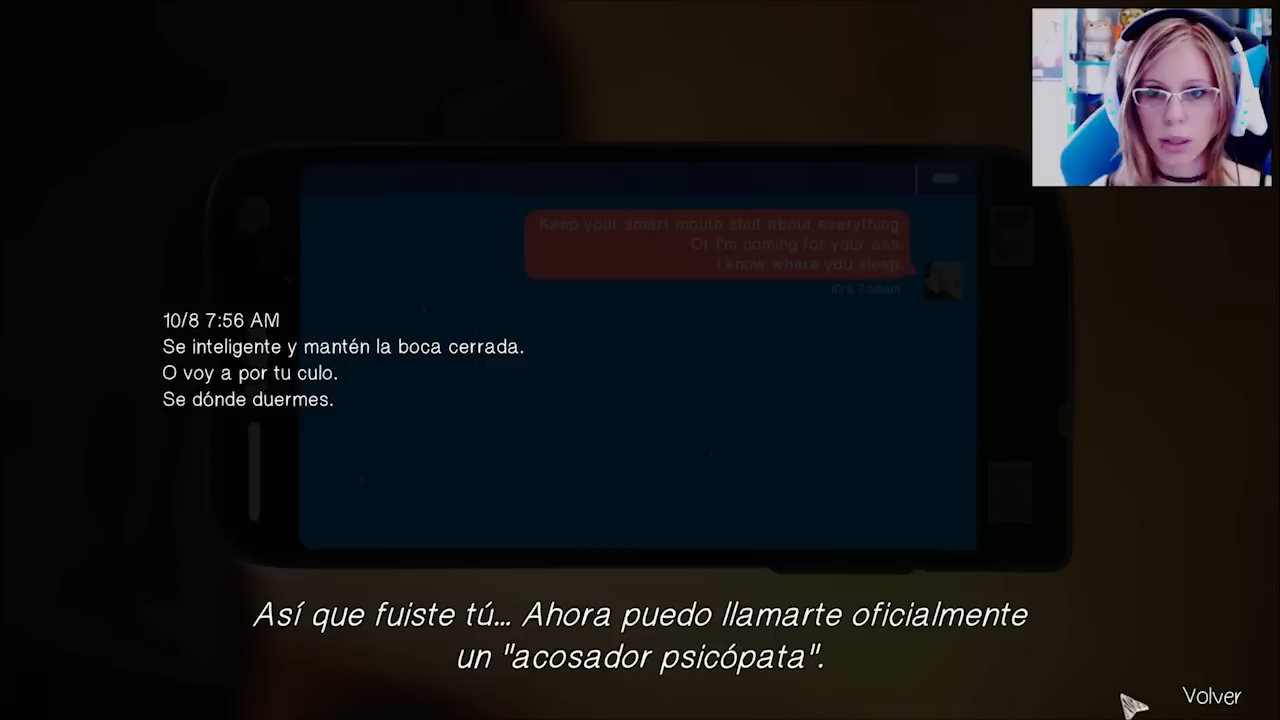 Keep your smart mouth shut about everything.
Or I'm coming for your ass.
I know where you sleep.
10/8 7:56am
10/8 7:56 AM
Se inteligente y mantén la boca cerrada.
O voy a por tu culo.
Se dónde duermes.
Así que fuiste tú... Ahora puedo llamarte oficialmente
un "acosador psicópata".
Volver